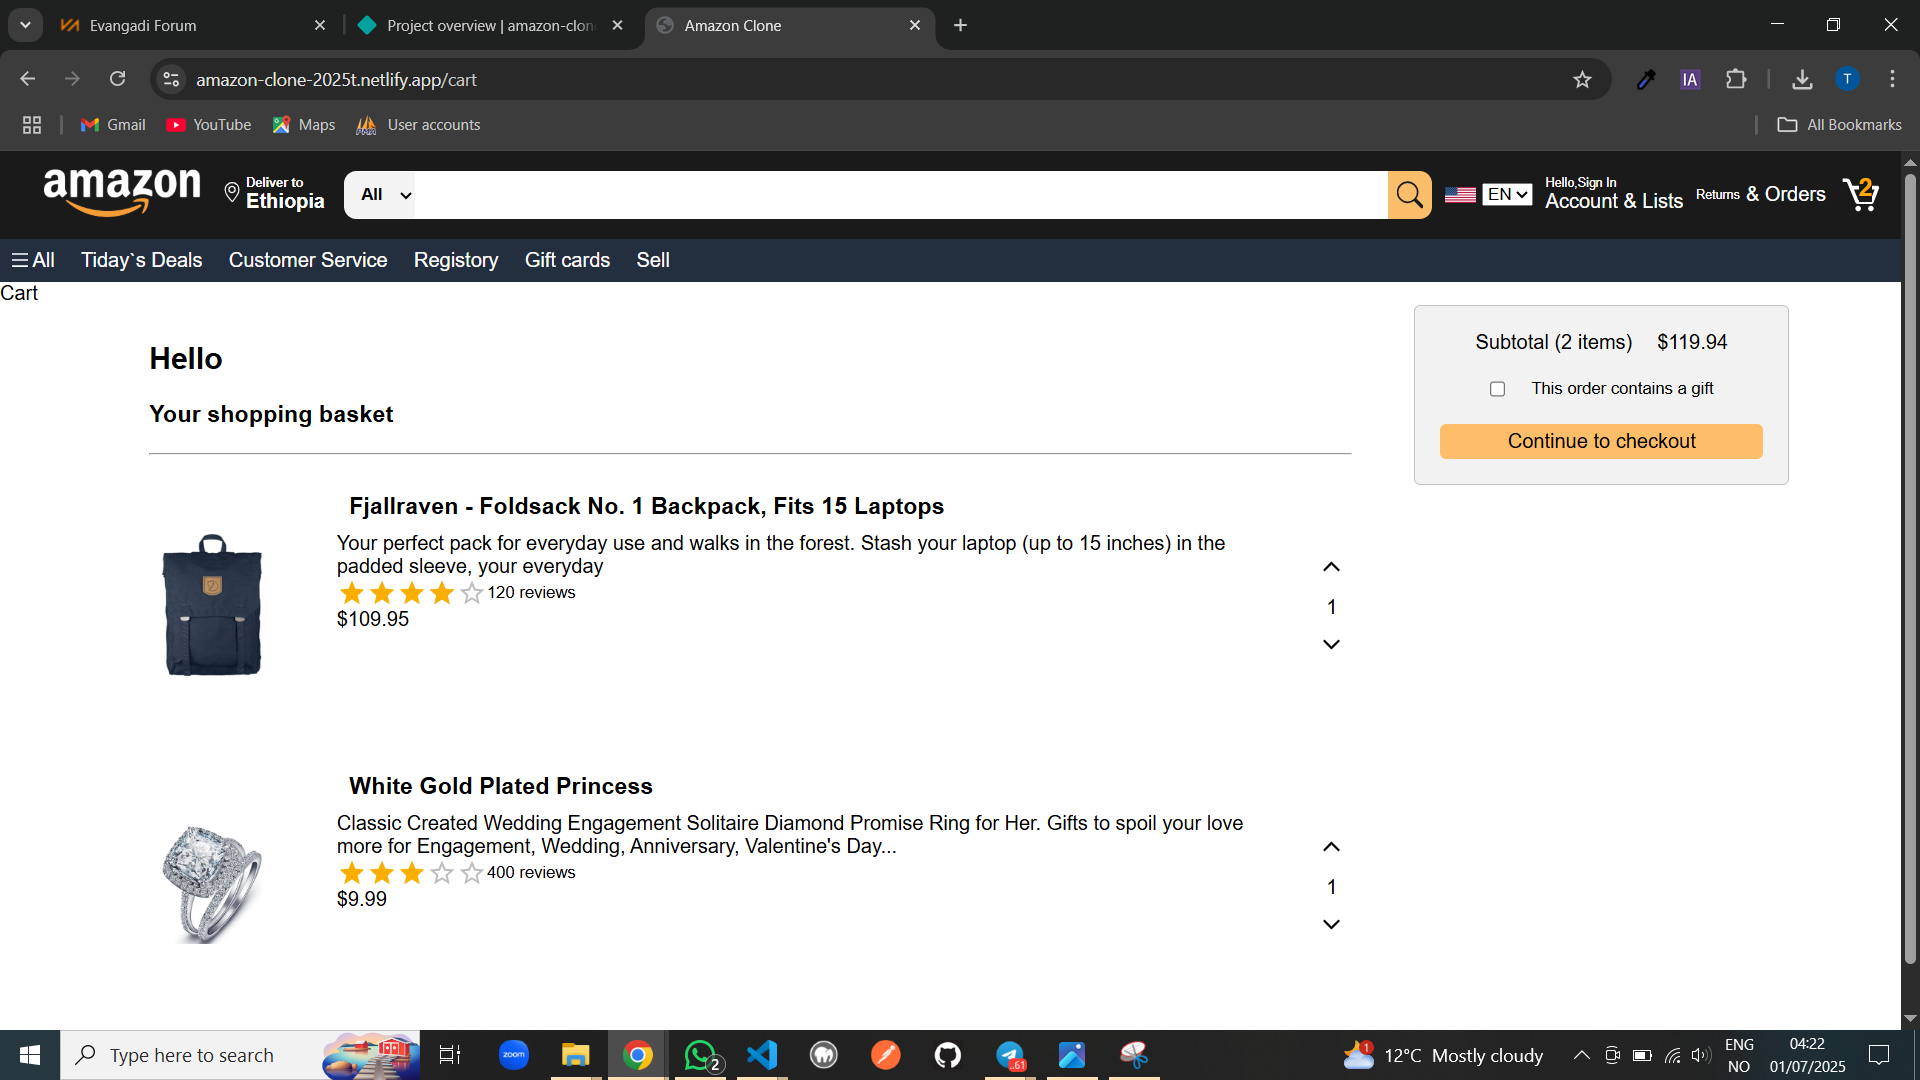 Evangadi Forum
Project overview | amazon-clon
Amazon Clone
amazon-clone-2025t.netlify.app/cart
IA
T
Gmail
YouTube
Maps
User accounts
All Bookmarks
amazon
Deliver to
Ethiopia
All
EN
Hello,Sign In
Account & Lists
Returns & Orders
2
All
Tiday`s Deals
Customer Service
Registory
Gift cards
Sell
Cart
Subtotal (2 items) $119.94
This order contains a gift
Continue to checkout
Hello
Your shopping basket
Fjallraven - Foldsack No. 1 Backpack, Fits 15 Laptops
Your perfect pack for everyday use and walks in the forest. Stash your laptop (up to 15 inches) in the
padded sleeve, your everyday
120 reviews
$109.95
1
White Gold Plated Princess
Classic Created Wedding Engagement Solitaire Diamond Promise Ring for Her. Gifts to spoil your love
more for Engagement, Wedding, Anniversary, Valentine's Day...
400 reviews
$9.99
1
Type here to search
zoom
2
..61
1
12°C Mostly cloudy
ENG
NO
04:22
01/07/2025